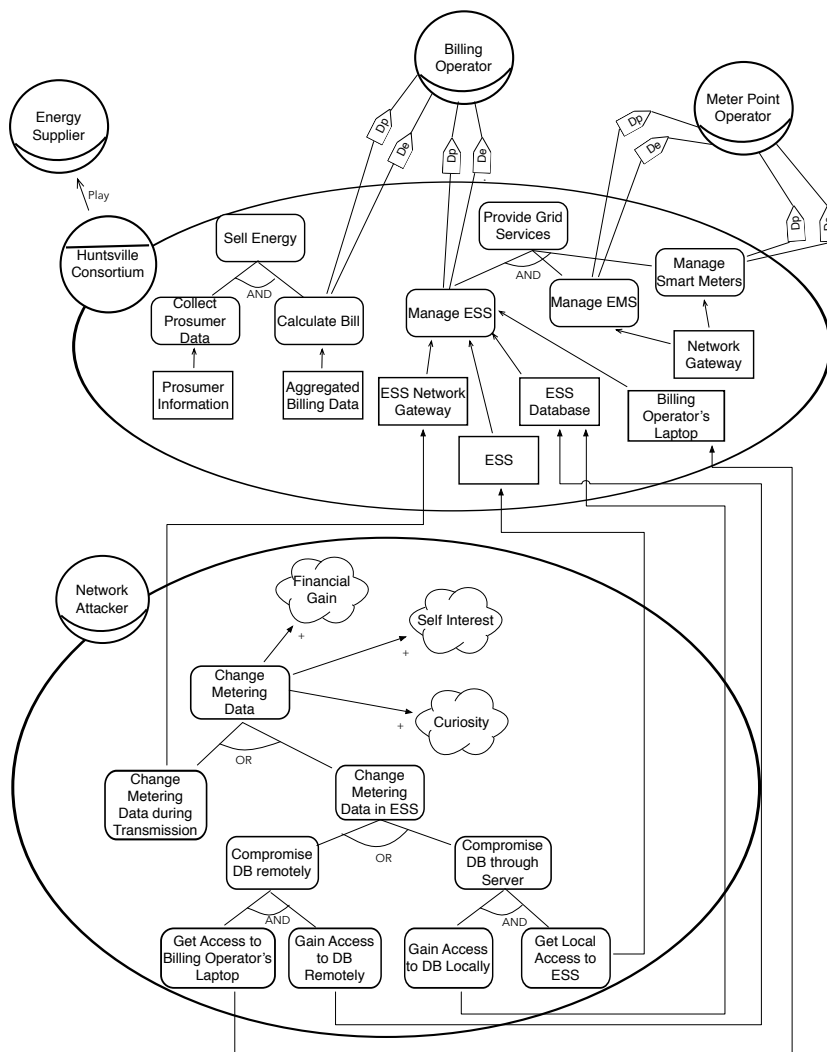 Billing
Operator
Energy
Supplier
Meter Point
Operator
Dp
De
Dp
De
Dp
De
Dp
Play
Huntsville
Consortium
Sell Energy
Provide Grid
Services
AND
AND
Collect
Prosumer
Data
Calculate Bill
Manage ESS
Manage EMS
Manage
Smart Meters
Prosumer
Information
Aggregated
Billing Data
ESS Network
Gateway
ESS
Database
Network
Gateway
Billing
Operator's
Laptop
ESS
Network
Attacker
Financial
Gain
+
Self Interest
+
Change
Metering
Data
Curiosity
+
OR
Change
Metering
Data during
Transmission
Change
Metering
Data in ESS
OR
Compromise
DB remotely
Compromise
DB through
Server
AND
AND
Get Access to
Billing Operator's
Laptop
Gain Access
to DB
Remotely
Gain Access
to DB Locally
Get Local
Access to
ESS